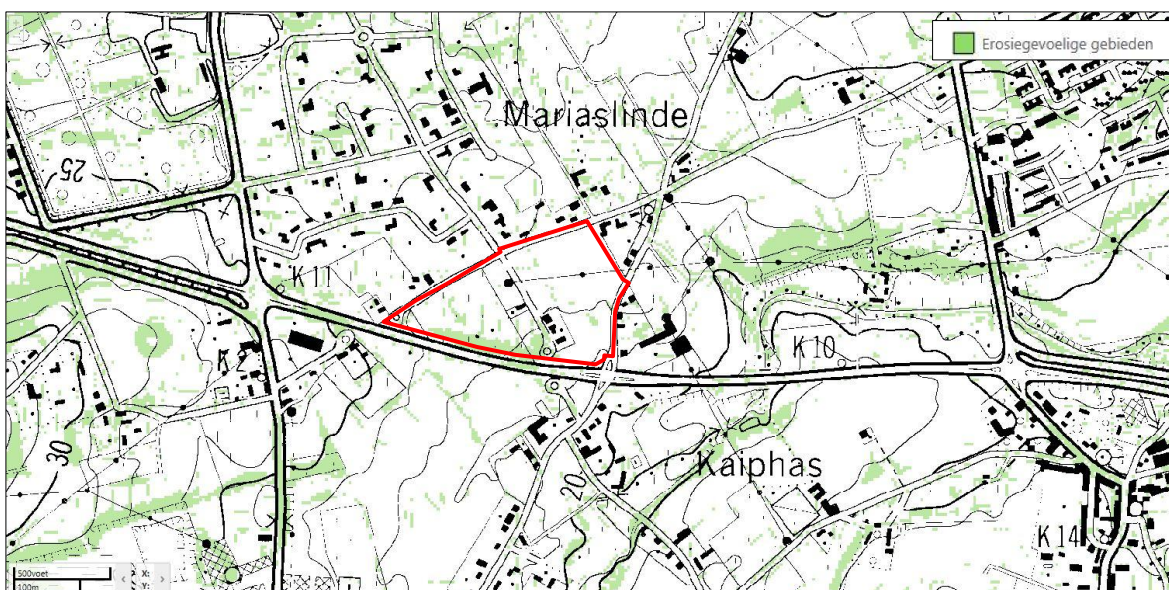 Erosiegevoelige gebieden
Mariaslinde
25
K 11
K 2
K 10
30
Kaiphas
20
K 14
500voet
100m
X:
Y: